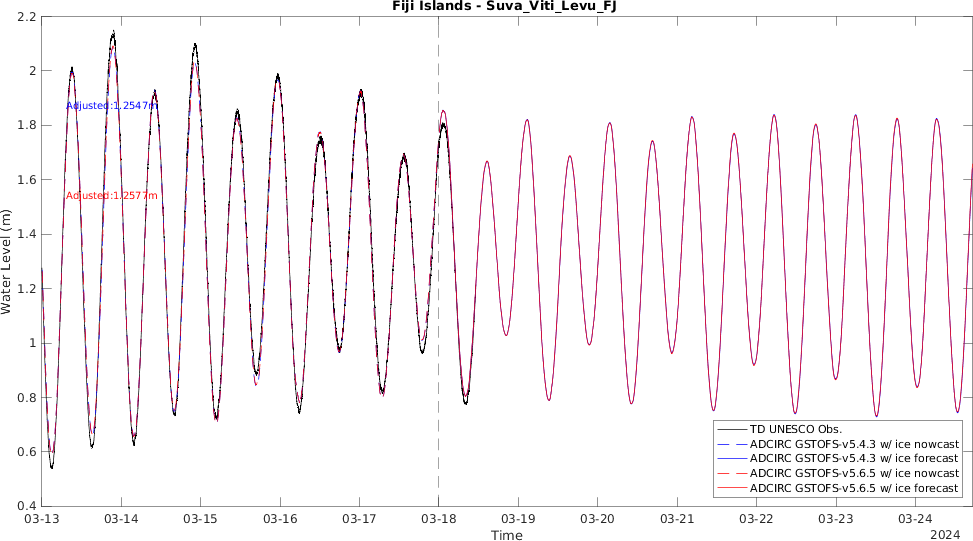 Fiji Islands - Suva_Viti_Levu_FJ
2.2
2
1.8
1.6
1.4
1.2
1
0.8
0.6
0.4
Water Level (m)
Adjusted:1.2547m
Adjusted:1.2577m
TD UNESCO Obs.
ADCIRC GSTOFS-v5.4.3 w/ ice nowcast
ADCIRC GSTOFS-v5.4.3 w/ ice forecast
ADCIRC GSTOFS-v5.6.5 w/ ice nowcast
ADCIRC GSTOFS-v5.6.5 w/ ice forecast
03-13 03-14 03-15 03-16 03-17 03-18 03-19 03-20 03-21 03-22 03-23 03-24
Time
2024